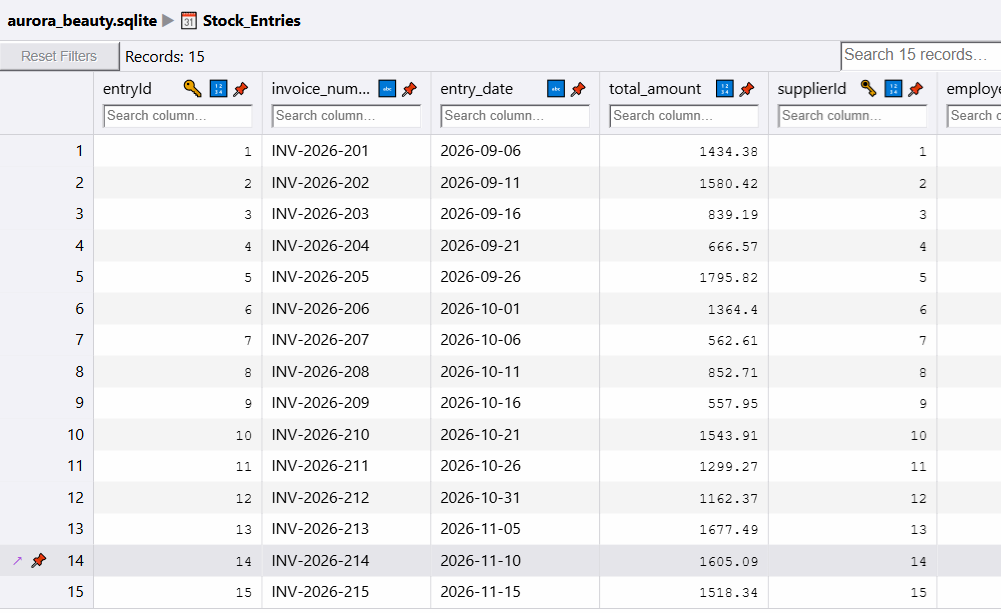 aurora_beauty.sqlite ▶ Stock_Entries
Reset Filters Records: 15 Search 15 records...
entryId invoice_num... entry_date total_amount supplierId employe
Search column... Search column... Search column... Search column... Search column... Search c
1 1 INV-2026-201 2026-09-06 1434.38 1
2 2 INV-2026-202 2026-09-11 1580.42 2
3 3 INV-2026-203 2026-09-16 839.19 3
4 4 INV-2026-204 2026-09-21 666.57 4
5 5 INV-2026-205 2026-09-26 1795.82 5
6 6 INV-2026-206 2026-10-01 1364.4 6
7 7 INV-2026-207 2026-10-06 562.61 7
8 8 INV-2026-208 2026-10-11 852.71 8
9 9 INV-2026-209 2026-10-16 557.95 9
10 10 INV-2026-210 2026-10-21 1543.91 10
11 11 INV-2026-211 2026-10-26 1299.27 11
12 12 INV-2026-212 2026-10-31 1162.37 12
13 13 INV-2026-213 2026-11-05 1677.49 13
14 14 INV-2026-214 2026-11-10 1605.09 14
15 15 INV-2026-215 2026-11-15 1518.34 15